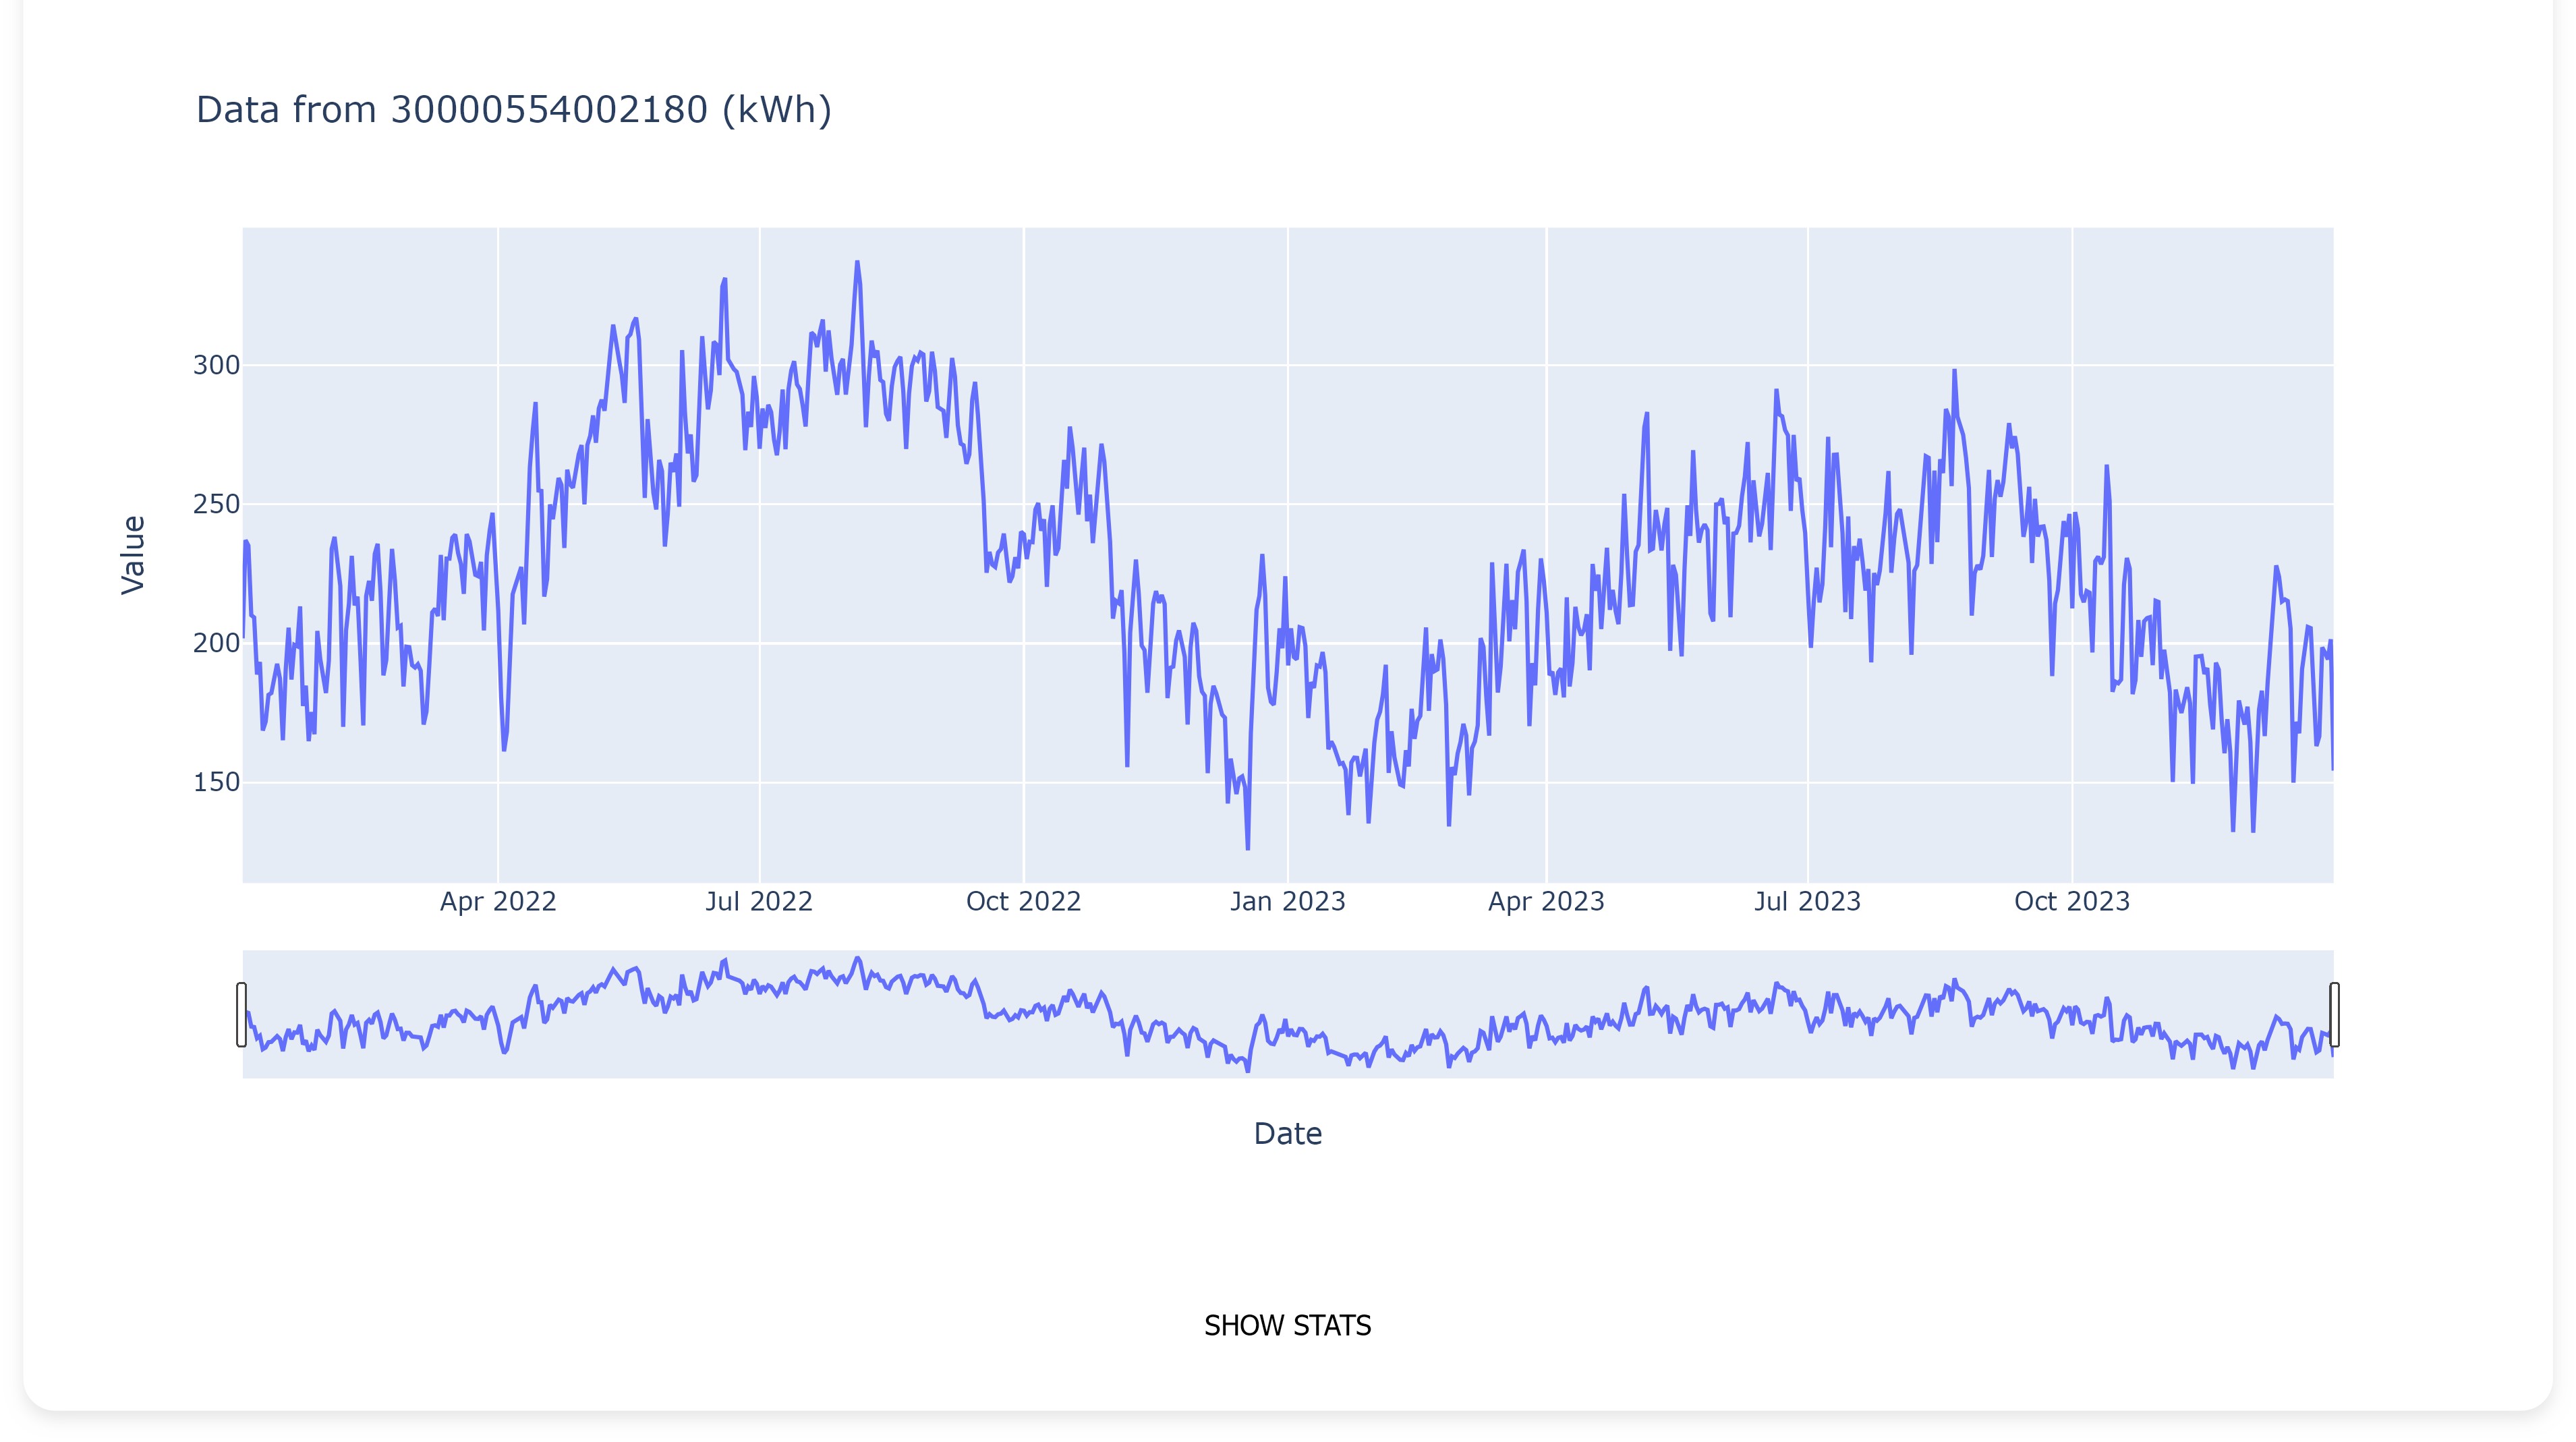 Data from 30000554002180 (kWh)
Value
300
250
200
150
Apr 2022
Jul 2022
Oct 2022
Jan 2023
Apr 2023
Jul 2023
Oct 2023
Date
SHOW STATS